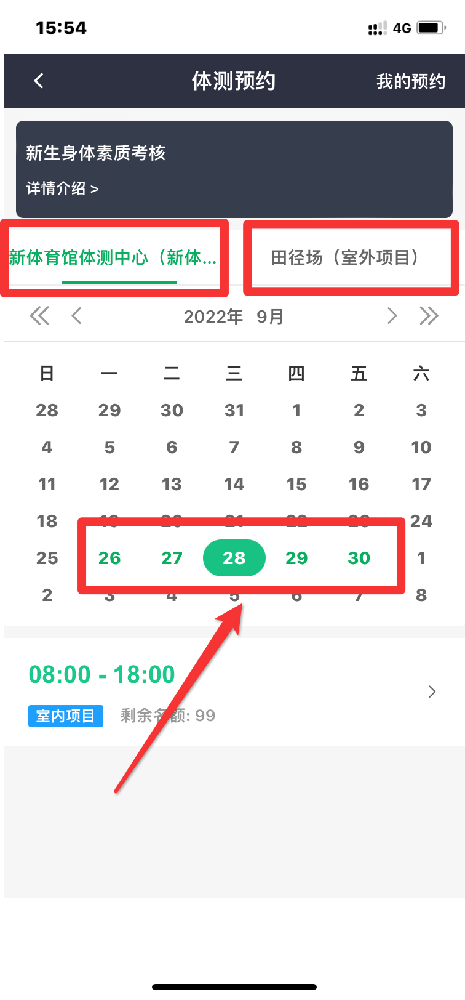 15:54 4G
体测预约 我的预约
新生身体素质考核
详情介绍 >
新体育馆体测中心（新体... 田径场（室外项目）
2022年 9月
日 一 二 三 四 五 六
28 29 30 31 1 2 3
4 5 6 7 8 9 10
11 12 13 14 15 16 17
18 19 20 21 22 23 24
25 26 27 28 29 30 1
2 3 4 5 6 7 8
08:00 - 18:00
室内项目 剩余名额: 99